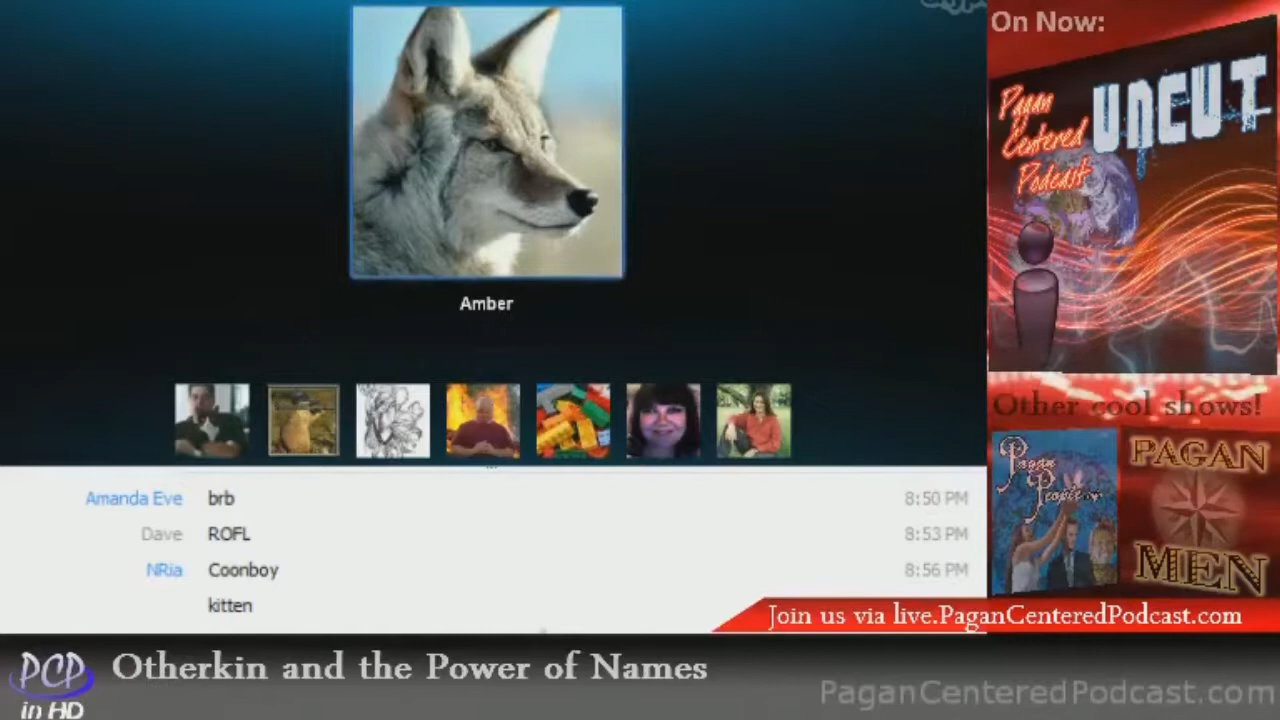 Amber
Amanda Eve brb 8:50 PM
Dave ROFL 8:53 PM
NRia Coonboy 8:56 PM
kitten
On Now:
Pagan
Centered
Podcast
UNCUT
Other cool shows!
Pagan
People
PAGAN
MEN
Join us via live.PaganCenteredPodcast.com
PCP
in HD
Otherkin and the Power of Names
PaganCenteredPodcast.com